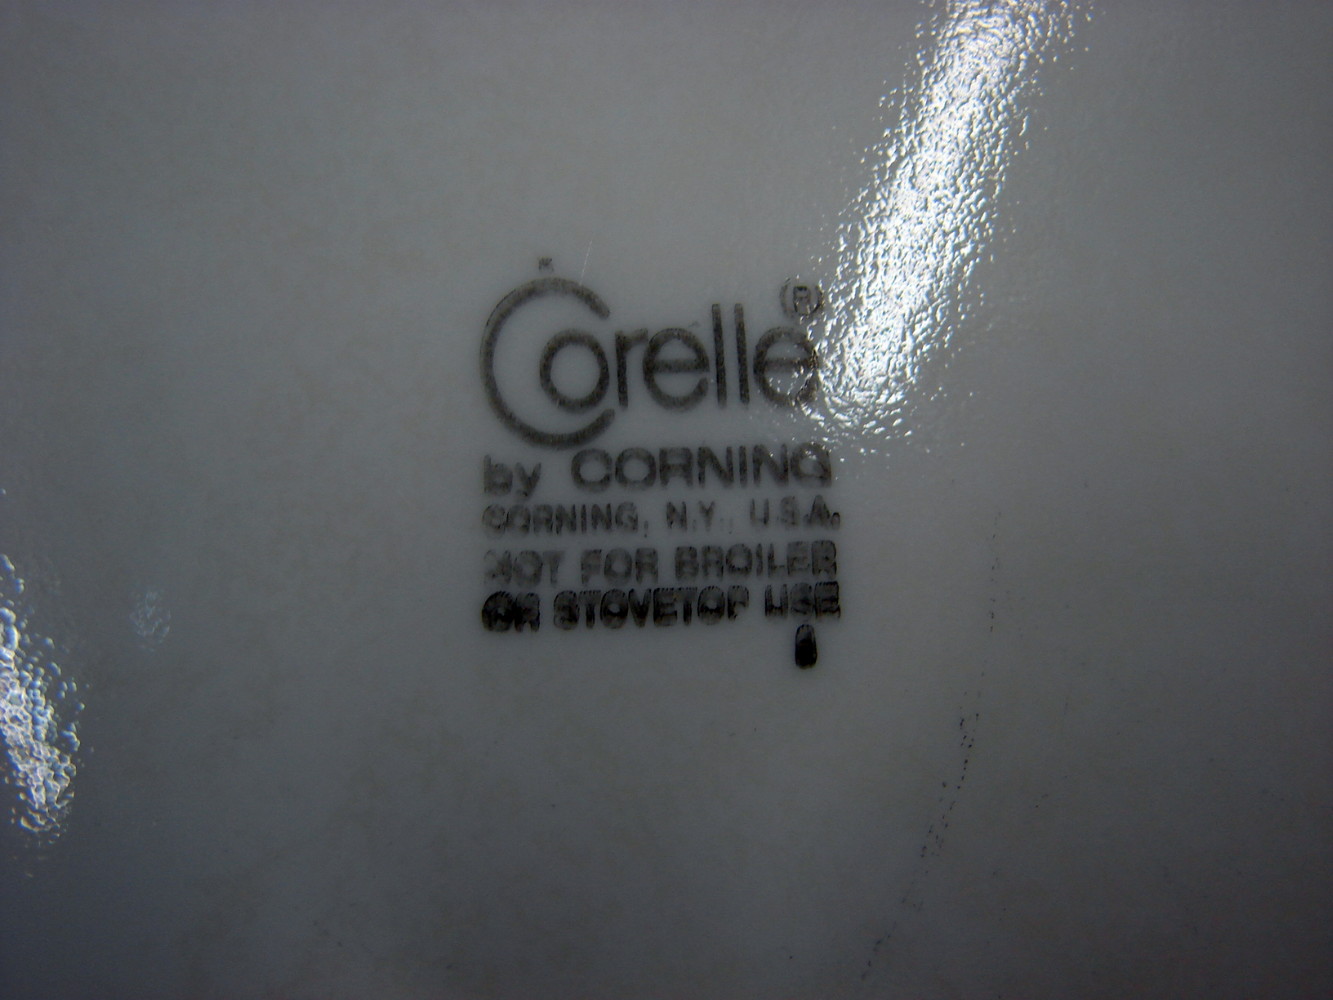 Corelle®
by CORNING
CORNING, N.Y. U.S.A.
NOT FOR BROILER
OR STOVETOP USE